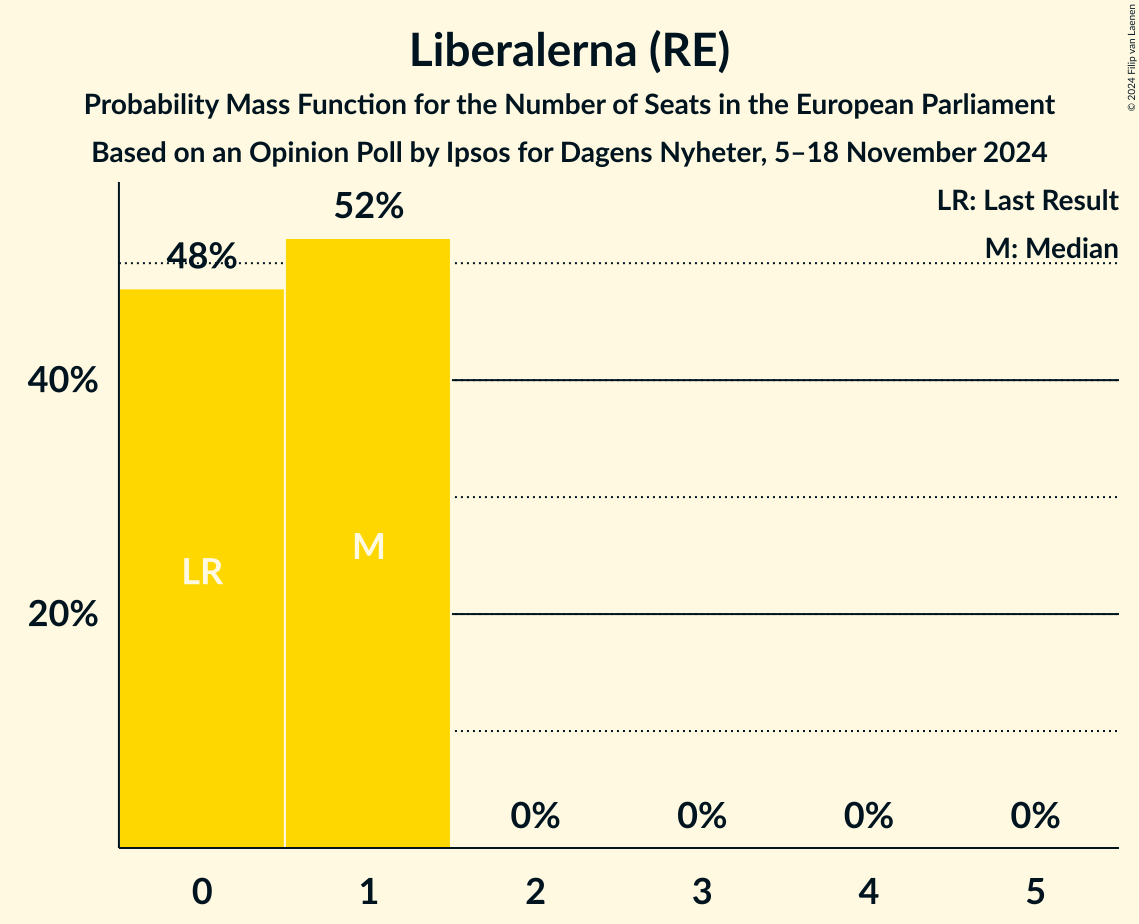 Liberalerna (RE)
Probability Mass Function for the Number of Seats in the European Parliament
Based on an Opinion Poll by Ipsos for Dagens Nyheter, 5–18 November 2024
© 2024 Filip van Laenen
LR: Last Result
M: Median
48%
52%
40%
20%
LR
M
0%
0%
0%
0%
0
1
2
3
4
5